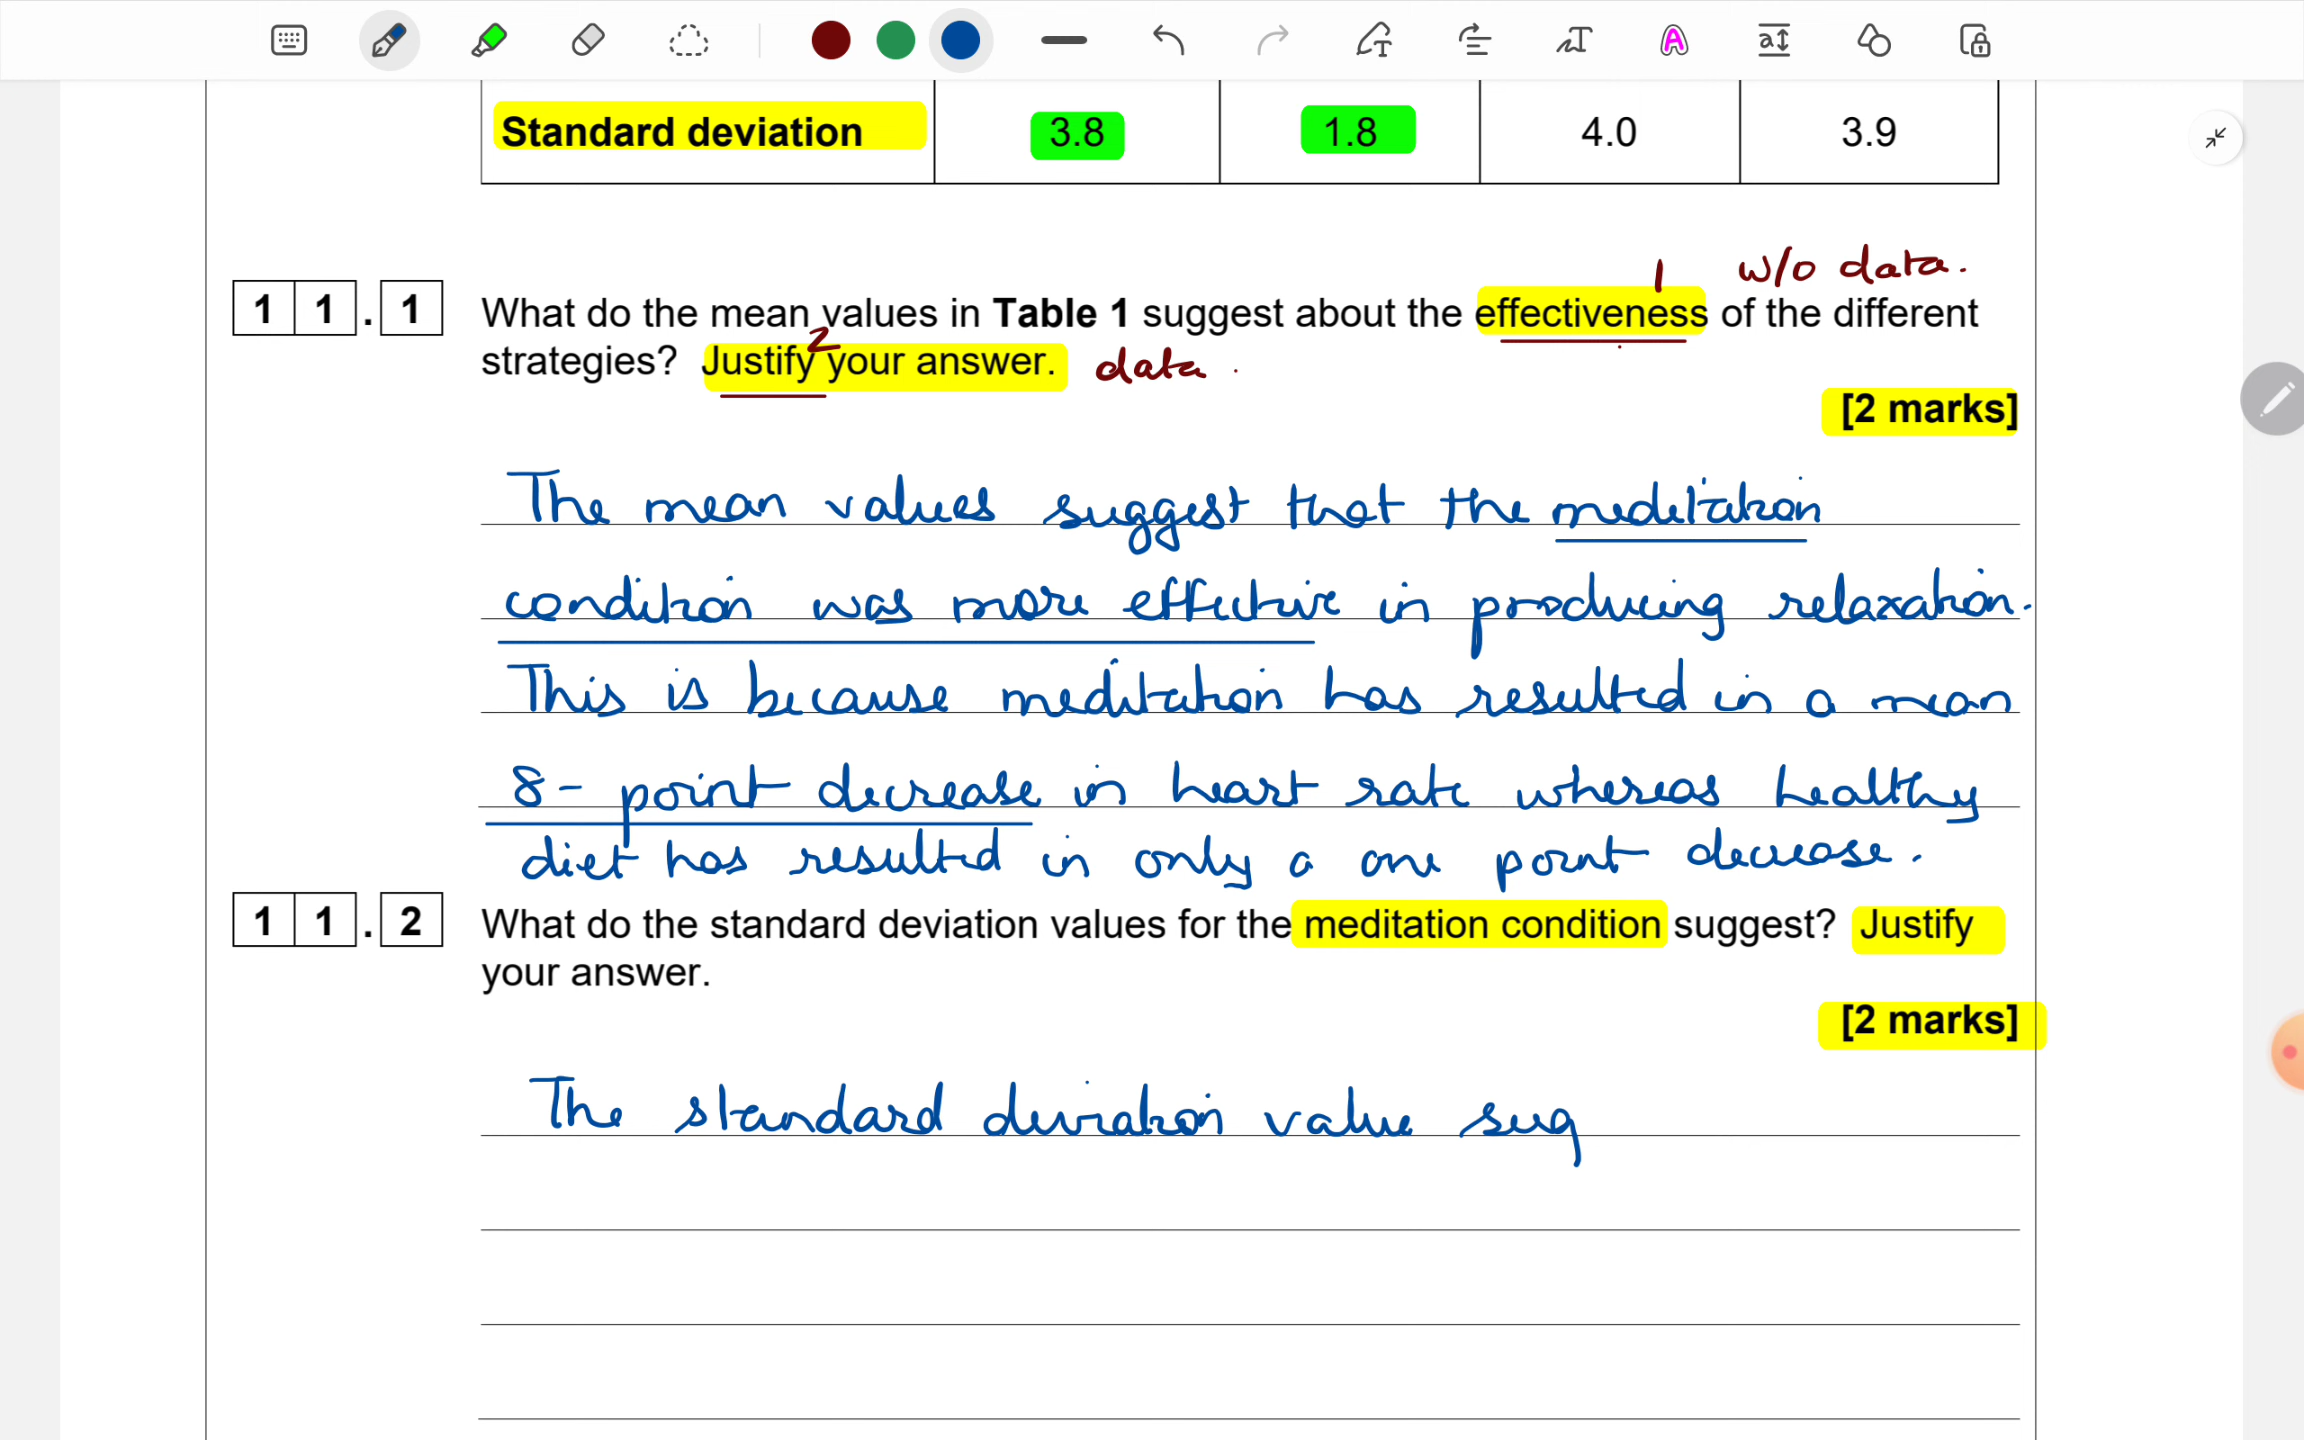 Standard deviation 3.8 1.8 4.0 3.9
1 w/o data.
11.1 What do the mean values in Table 1 suggest about the effectiveness of the different
2
strategies? Justify your answer. data.
[2 marks]
The mean values suggest that the meditation
condition was more effective in producing relaxation.
This is because meditation has resulted in a mean
8-point decrease in heart rate whereas healthy
diet has resulted in only a one point decrease.
11.2 What do the standard deviation values for the meditation condition suggest? Justify
your answer.
[2 marks]
The standard deviation value sug